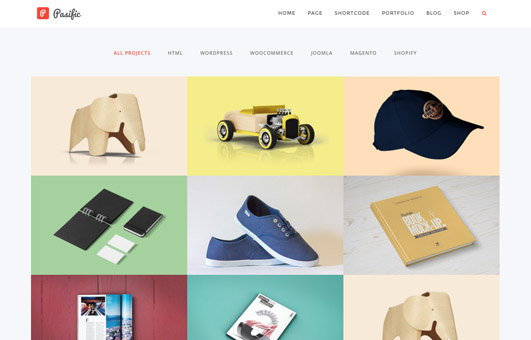 Pasific
HOME PAGE SHORTCODE PORTFOLIO BLOG SHOP
ALL PROJECTS HTML WORDPRESS WOOCOMMERCE JOOMLA MAGENTO SHOPIFY
BOOK
MOCK UP